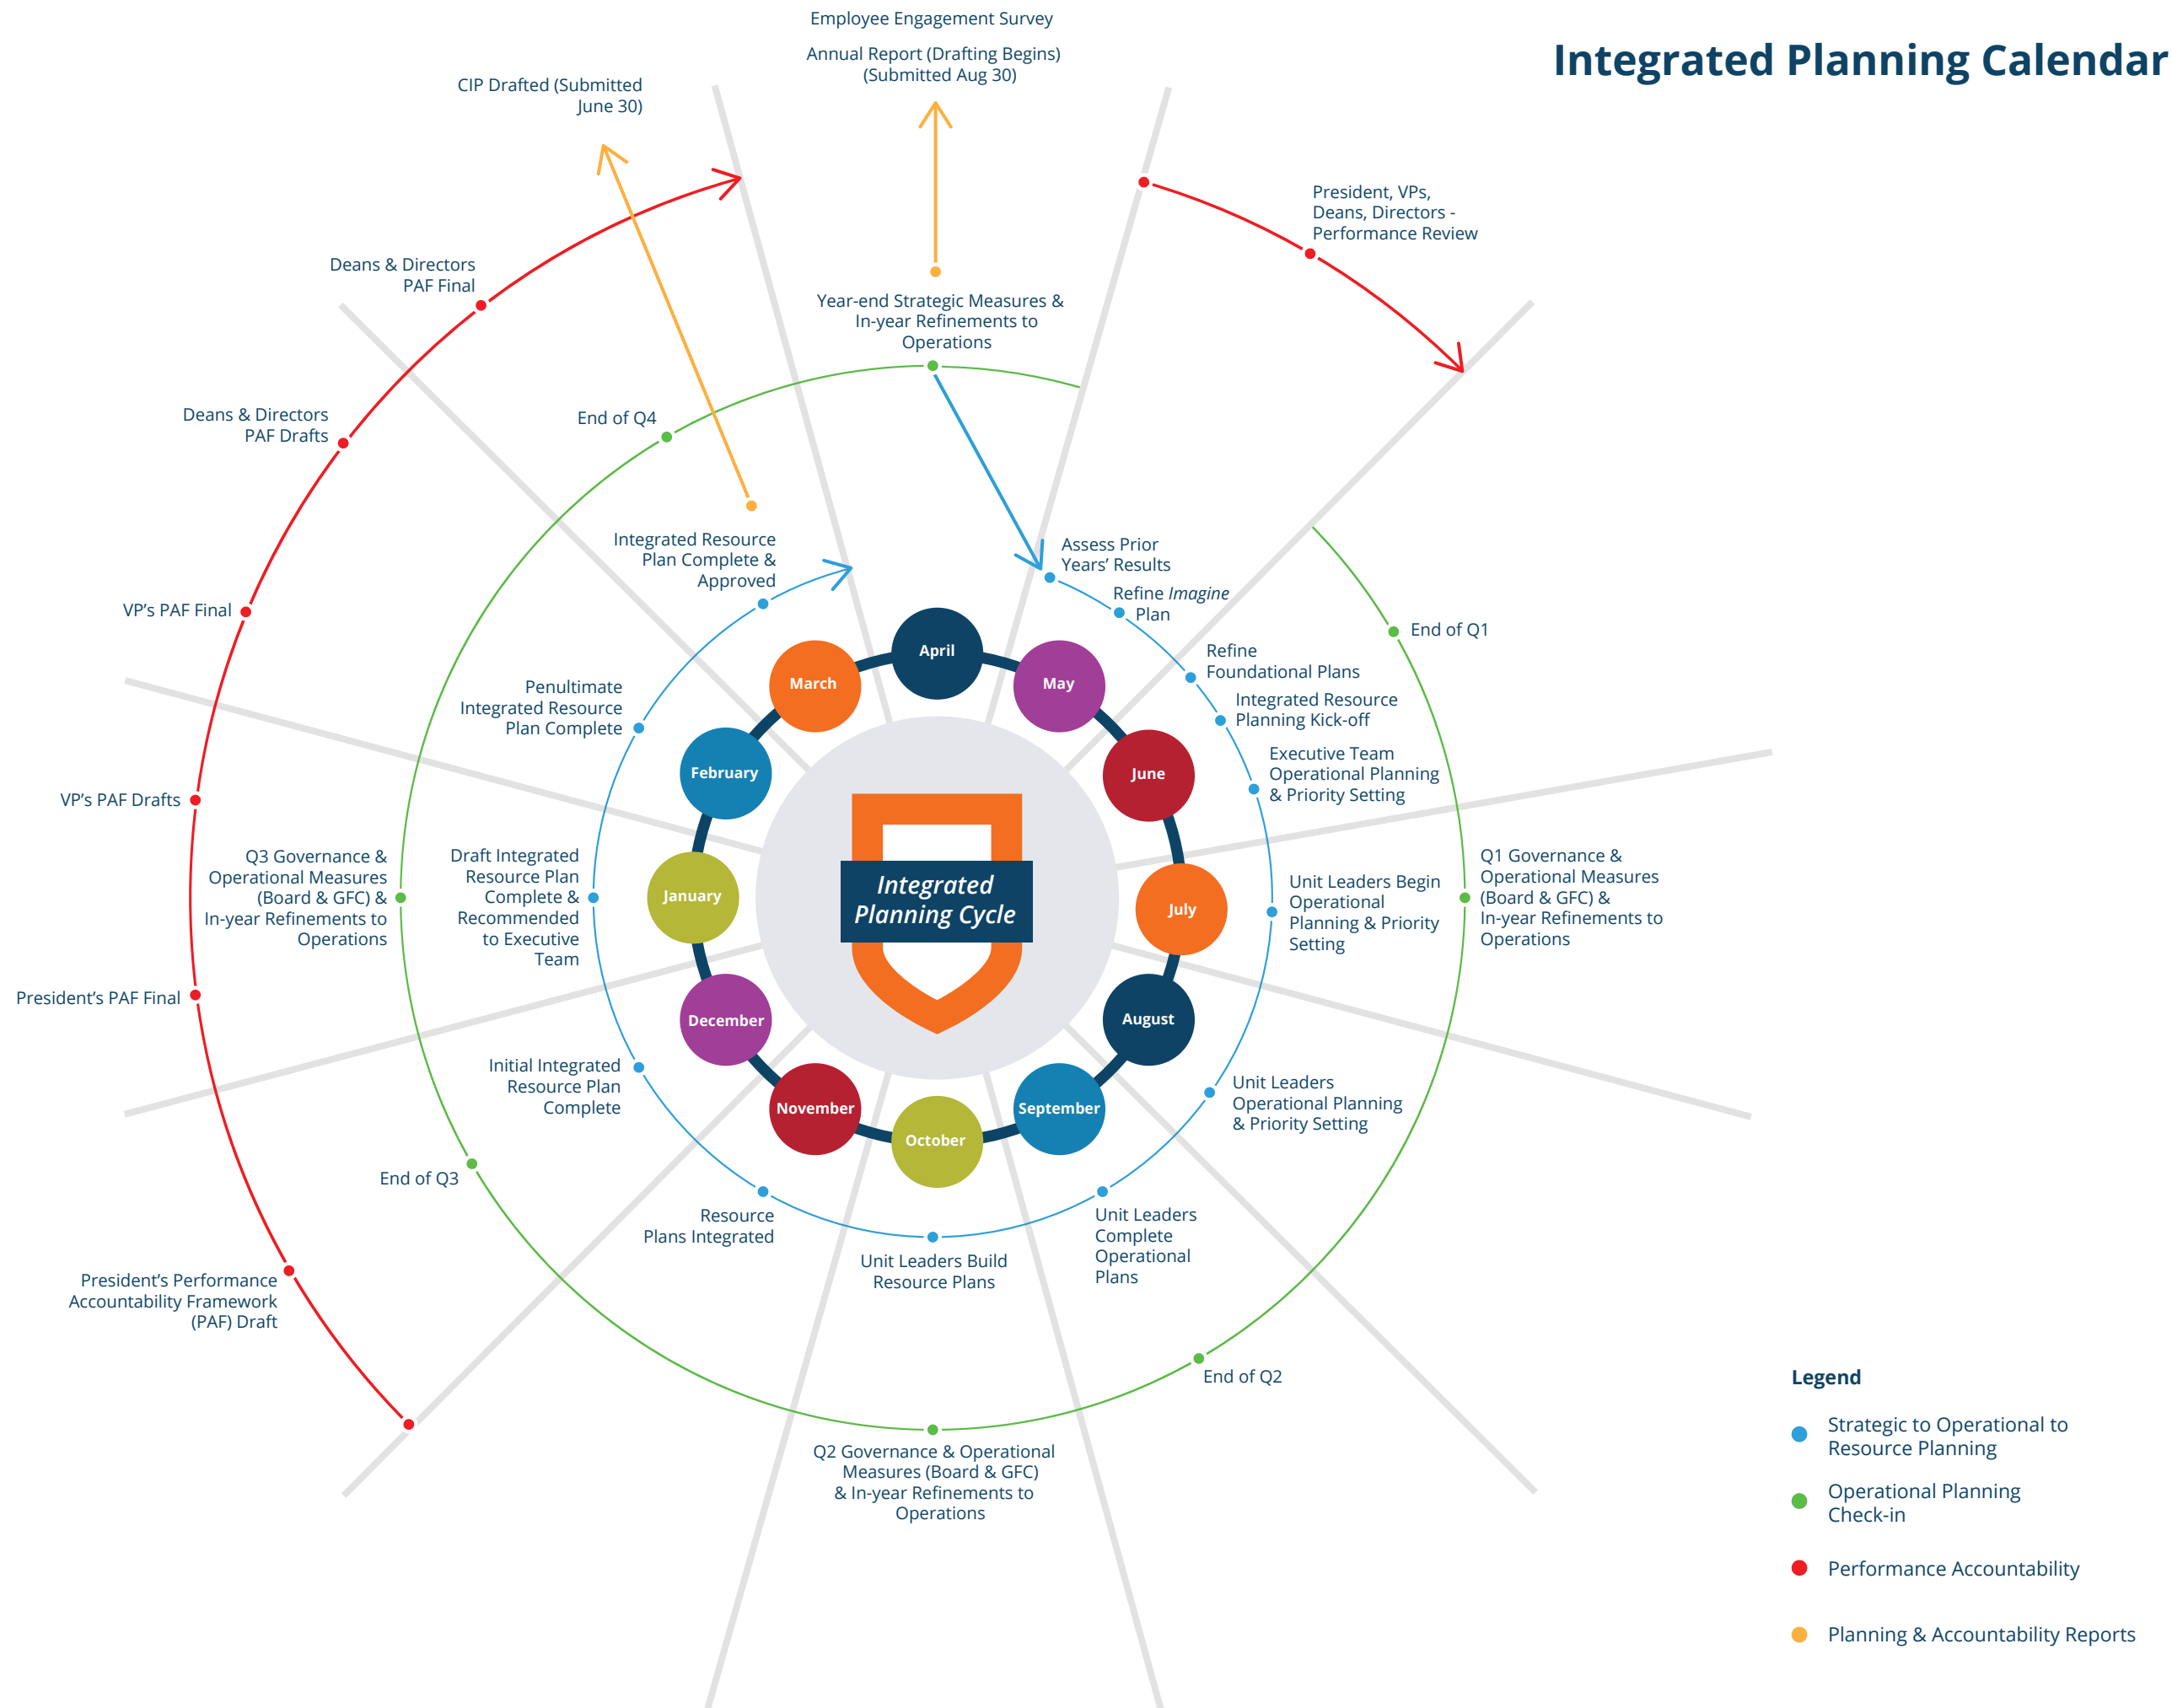 Integrated Planning Calendar
Employee Engagement Survey
Annual Report (Drafting Begins)
(Submitted Aug 30)
CIP Drafted (Submitted
June 30)
President, VPs,
Deans, Directors -
Performance Review
Deans & Directors
PAF Final
Year-end Strategic Measures &
In-year Refinements to
Operations
Deans & Directors
PAF Drafts
End of Q4
Integrated Resource
Plan Complete &
Approved
Assess Prior
Years’ Results
Refine Imagine
Plan
VP’s PAF Final
End of Q1
Refine
Foundational Plans
Integrated Resource
Planning Kick-off
Executive Team
Operational Planning
& Priority Setting
Penultimate
Integrated Resource
Plan Complete
April
May
June
July
August
September
October
November
December
January
February
March
Integrated
Planning Cycle
VP’s PAF Drafts
Q3 Governance &
Operational Measures
(Board & GFC) &
In-year Refinements to
Operations
Draft Integrated
Resource Plan
Complete &
Recommended
to Executive
Team
Unit Leaders Begin
Operational
Planning & Priority
Setting
Q1 Governance &
Operational Measures
(Board & GFC) &
In-year Refinements to
Operations
President’s PAF Final
Initial Integrated
Resource Plan
Complete
Unit Leaders
Operational Planning
& Priority Setting
End of Q3
Resource
Plans Integrated
Unit Leaders Build
Resource Plans
Unit Leaders
Complete
Operational
Plans
President’s Performance
Accountability Framework
(PAF) Draft
End of Q2
Q2 Governance & Operational
Measures (Board & GFC)
& In-year Refinements to
Operations
Legend
Strategic to Operational to
Resource Planning
Operational Planning
Check-in
Performance Accountability
Planning & Accountability Reports